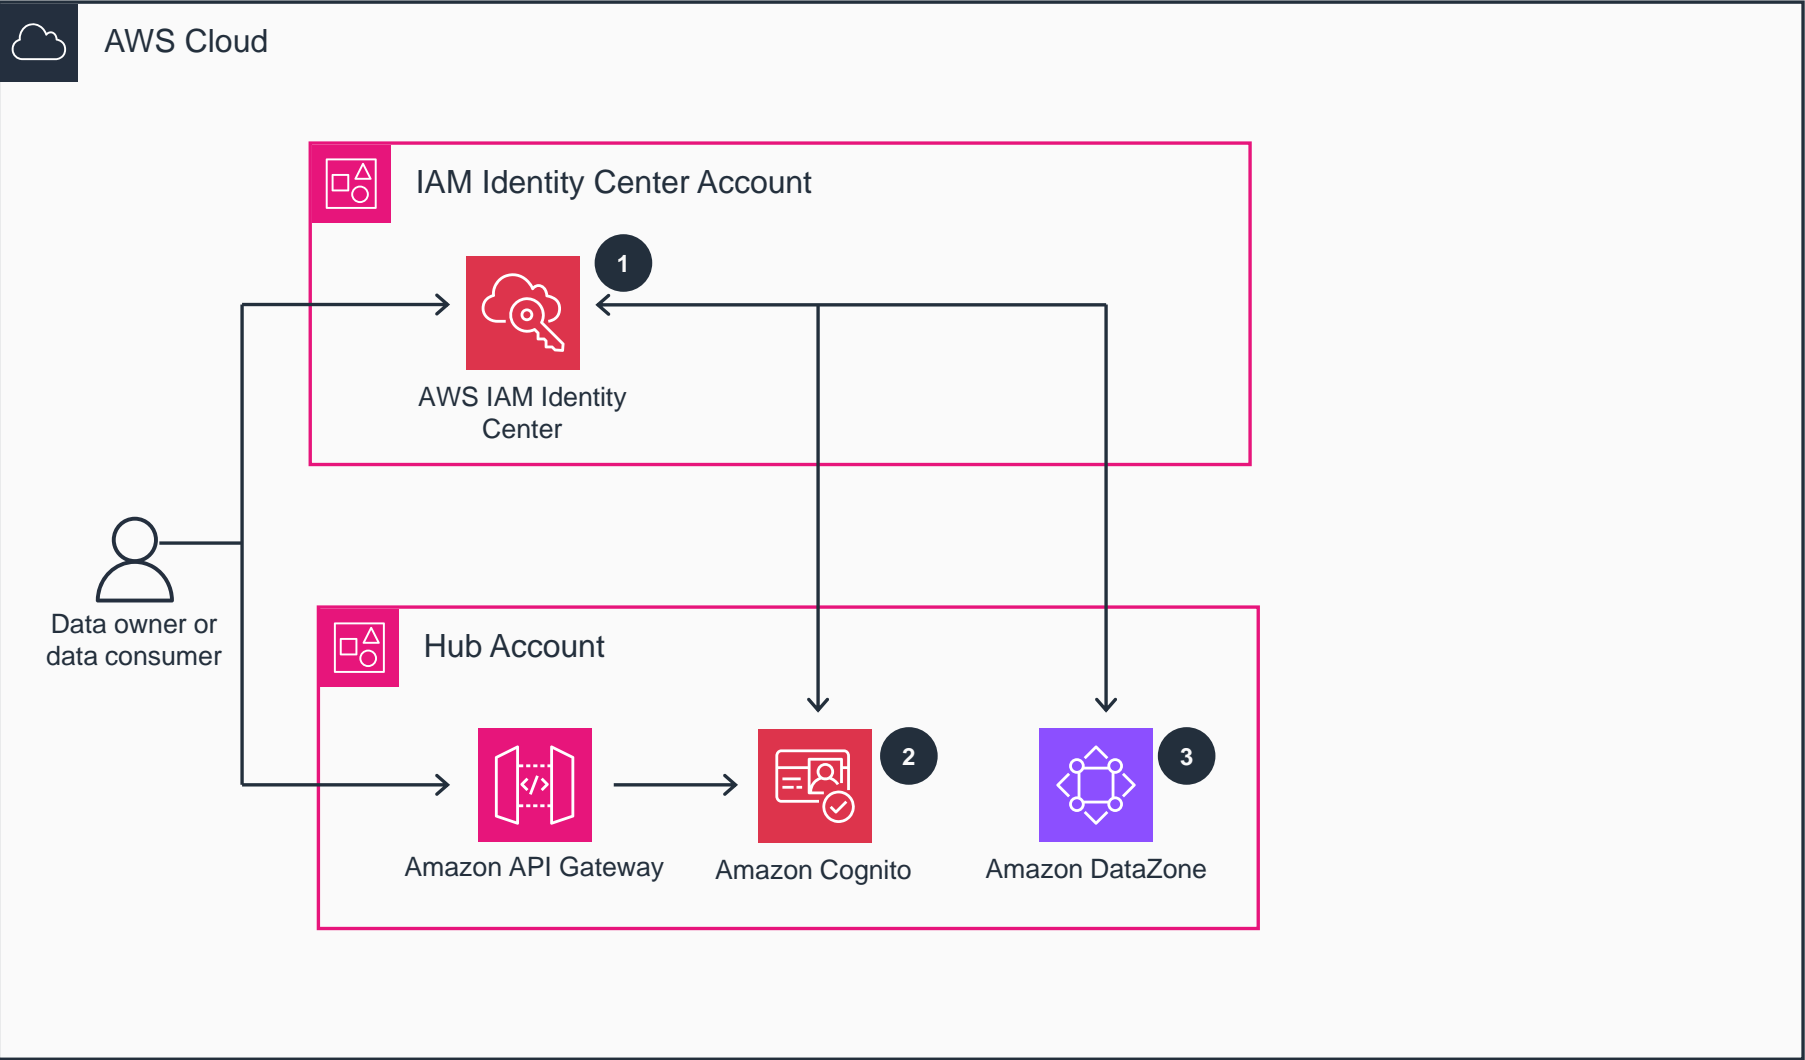 AWS Cloud
IAM Identity Center Account
1
AWS IAM Identity
Center
Data owner or
data consumer
Hub Account
2
3
Amazon API Gateway
Amazon Cognito
Amazon DataZone